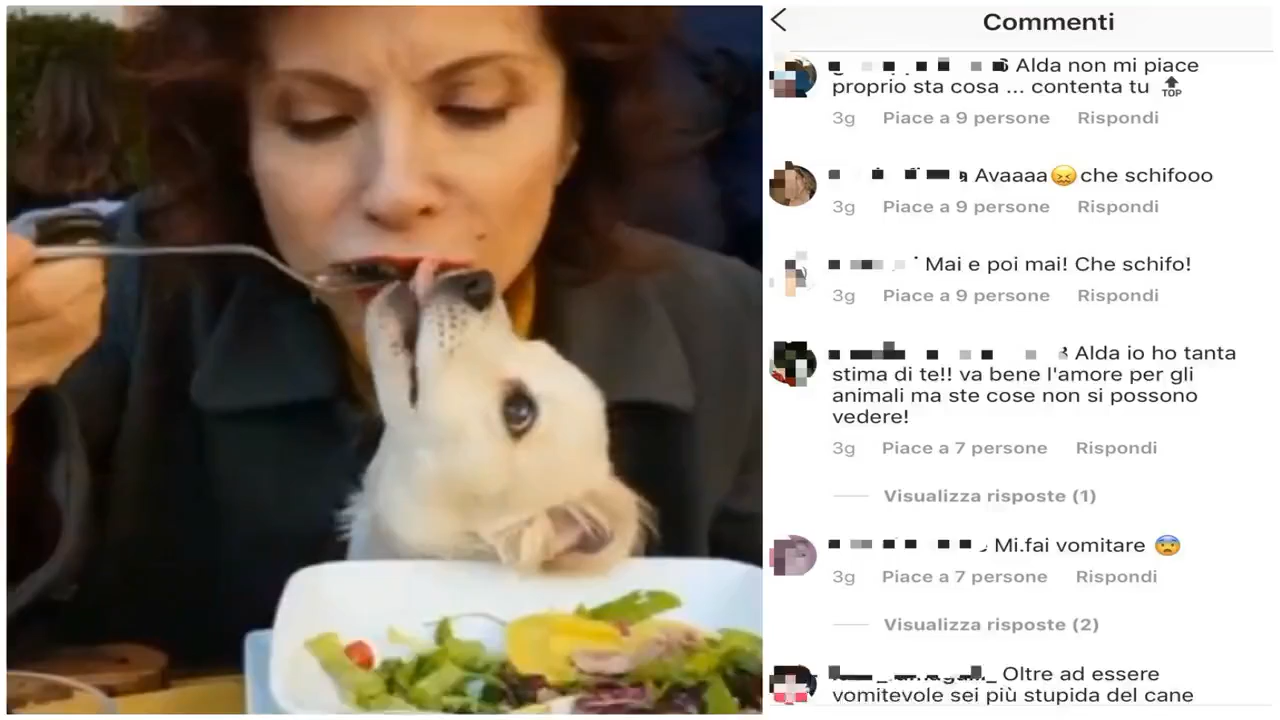 Commenti
Alda non mi piace
proprio sta cosa ... contenta tu 🔝
3g Piace a 9 persone Rispondi
Avaaaa😖che schifooo
3g Piace a 9 persone Rispondi
Mai e poi mai! Che schifo!
3g Piace a 9 persone Rispondi
Alda io ho tanta
stima di te!! va bene l'amore per gli
animali ma ste cose non si possono
vedere!
3g Piace a 7 persone Rispondi
Visualizza risposte (1)
Mi.fai vomitare 😨
3g Piace a 7 persone Rispondi
Visualizza risposte (2)
Oltre ad essere
vomitevole sei più stupida del cane